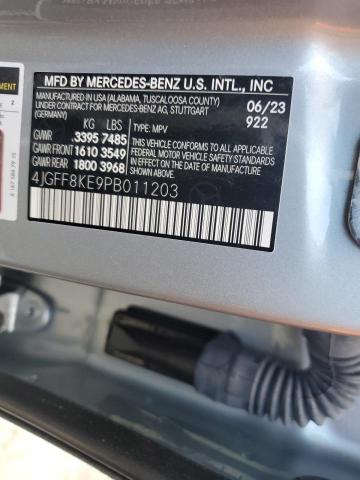 MFD BY MERCEDES-BENZ U.S. INTL., INC
MANUFACTURED IN USA (ALABAMA, TUSCALOOSA COUNTY)
UNDER CONTRACT FOR MERCEDES-BENZ AG, STUTTGART
(GERMANY)
06/23
922
KG LBS
GVWR 3395 7485 TYPE: MPV
GAWR 1610 3549 THIS VEHICLE CONFORMS TO ALL APPLICABLE
GAWR 1800 3968 FEDERAL MOTOR VEHICLE SAFETY STANDARDS IN EFFECT ON THE DATE OF MANUFACTURE SHOWN ABOVE.
4JGFF8KE9PB011203
2